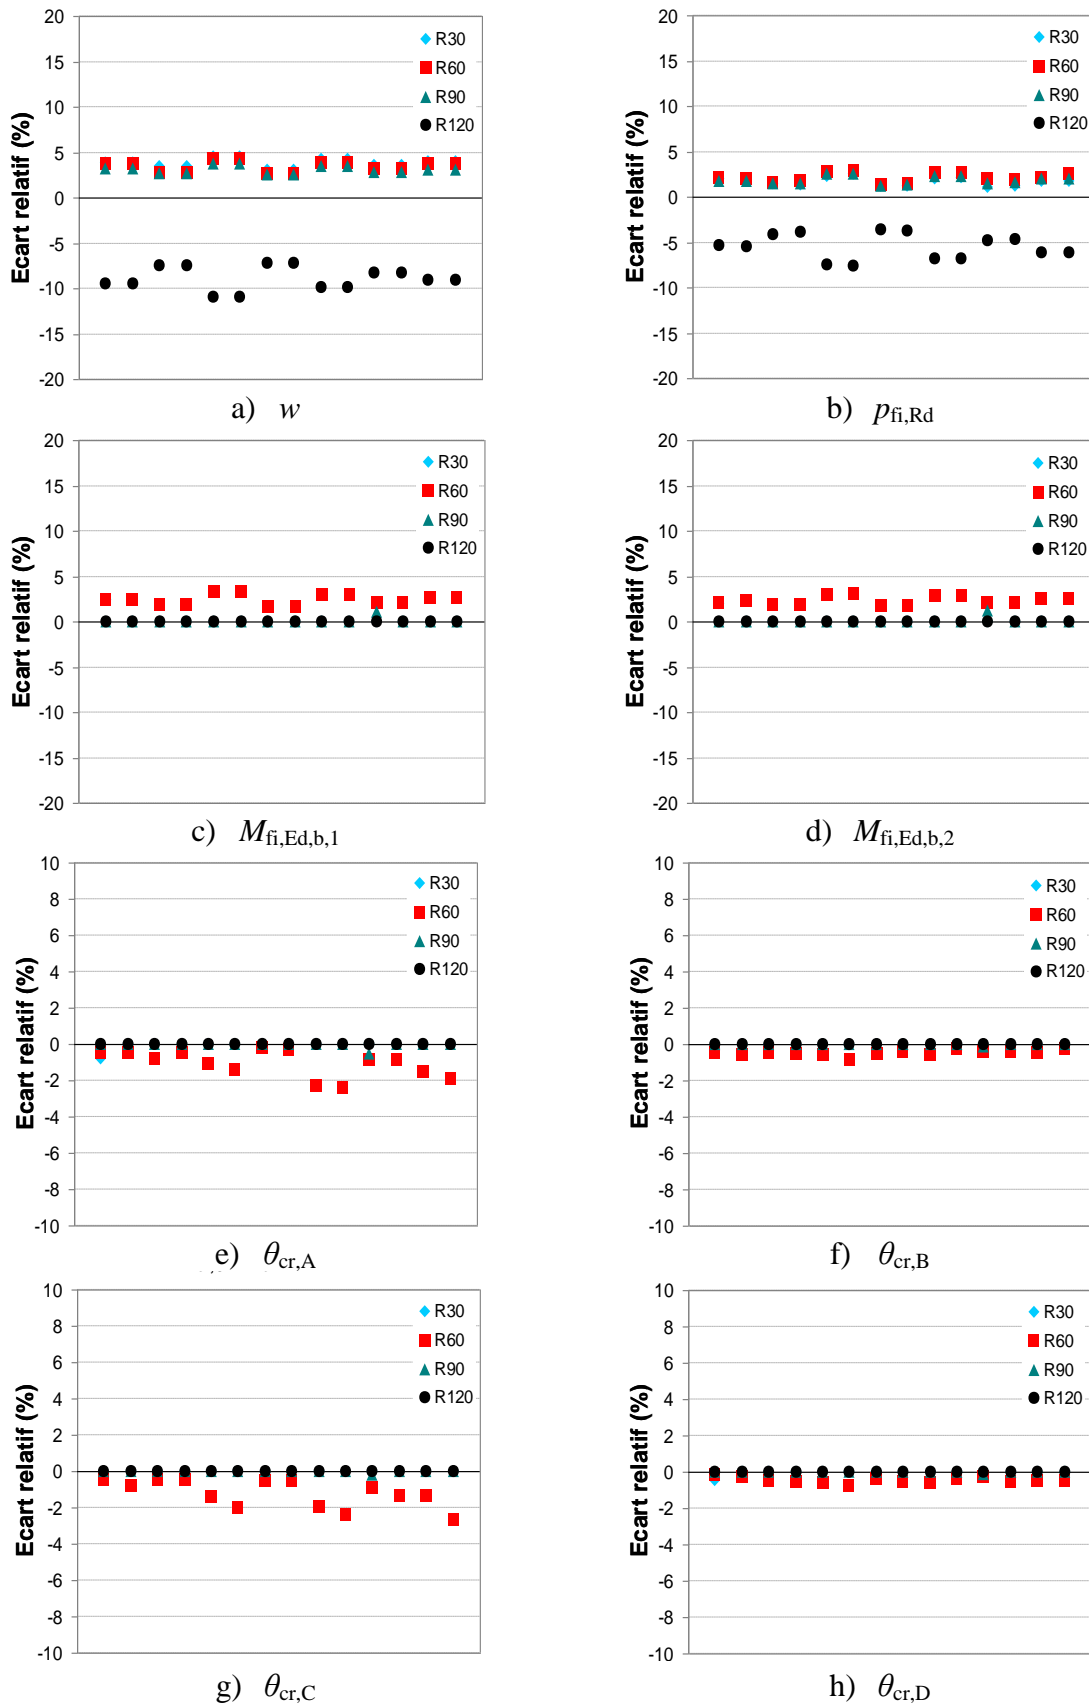 20
15
10
5
0
-5
-10
-15
-20
Ecart relatif (%)
R30
R60
R90
R120
a) w
20
15
10
5
0
-5
-10
-15
-20
Ecart relatif (%)
R30
R60
R90
R120
b) pfi,Rd
20
15
10
5
0
-5
-10
-15
-20
Ecart relatif (%)
R30
R60
R90
R120
c) Mfi,Ed,b,1
20
15
10
5
0
-5
-10
-15
-20
Ecart relatif (%)
R30
R60
R90
R120
d) Mfi,Ed,b,2
10
8
6
4
2
0
-2
-4
-6
-8
-10
Ecart relatif (%)
R30
R60
R90
R120
e) θcr,A
10
8
6
4
2
0
-2
-4
-6
-8
-10
Ecart relatif (%)
R30
R60
R90
R120
f) θcr,B
10
8
6
4
2
0
-2
-4
-6
-8
-10
Ecart relatif (%)
R30
R60
R90
R120
g) θcr,C
10
8
6
4
2
0
-2
-4
-6
-8
-10
Ecart relatif (%)
R30
R60
R90
R120
h) θcr,D